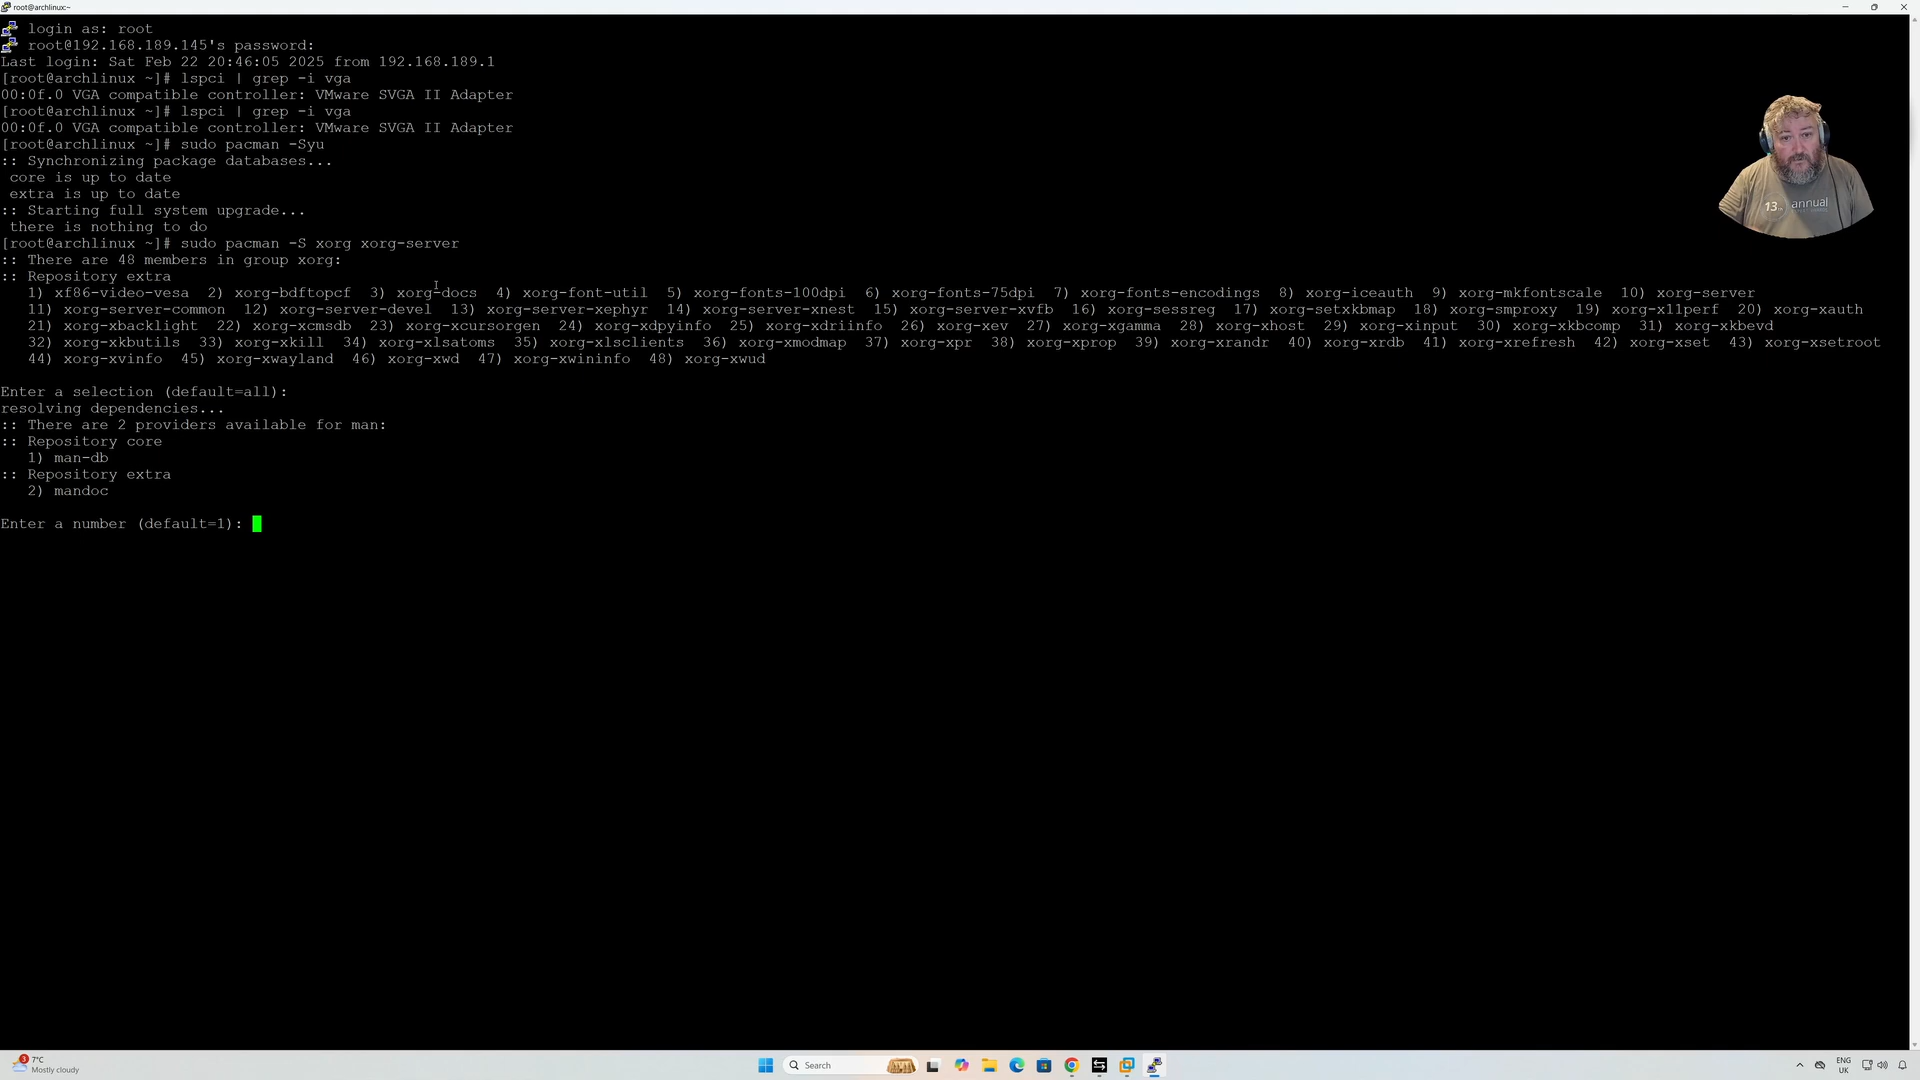 root@archlinux:~
login as: root
root@192.168.189.145's password:
Last login: Sat Feb 22 20:46:05 2025 from 192.168.189.1
[root@archlinux ~]# lspci | grep -i vga
00:0f.0 VGA compatible controller: VMware SVGA II Adapter
[root@archlinux ~]# lspci | grep -i vga
00:0f.0 VGA compatible controller: VMware SVGA II Adapter
[root@archlinux ~]# sudo pacman -Syu
:: Synchronizing package databases...
core is up to date
extra is up to date
:: Starting full system upgrade...
there is nothing to do
[root@archlinux ~]# sudo pacman -S xorg xorg-server
:: There are 48 members in group xorg:
:: Repository extra
1) xf86-video-vesa 2) xorg-bdftopcf 3) xorg-docs 4) xorg-font-util 5) xorg-fonts-100dpi 6) xorg-fonts-75dpi 7) xorg-fonts-encodings 8) xorg-iceauth 9) xorg-mkfontscale 10) xorg-server
11) xorg-server-common 12) xorg-server-devel 13) xorg-server-xephyr 14) xorg-server-xnest 15) xorg-server-xvfb 16) xorg-sessreg 17) xorg-setxkbmap 18) xorg-smproxy 19) xorg-x11perf 20) xorg-xauth
21) xorg-xbacklight 22) xorg-xcmsdb 23) xorg-xcursorgen 24) xorg-xdpyinfo 25) xorg-xdriinfo 26) xorg-xev 27) xorg-xgamma 28) xorg-xhost 29) xorg-xinput 30) xorg-xkbcomp 31) xorg-xkbevd
32) xorg-xkbutils 33) xorg-xkill 34) xorg-xlsatoms 35) xorg-xlsclients 36) xorg-xmodmap 37) xorg-xpr 38) xorg-xprop 39) xorg-xrandr 40) xorg-xrdb 41) xorg-xrefresh 42) xorg-xset 43) xorg-xsetroot
44) xorg-xvinfo 45) xorg-xwayland 46) xorg-xwd 47) xorg-xwininfo 48) xorg-xwud
Enter a selection (default=all):
resolving dependencies...
:: There are 2 providers available for man:
:: Repository core
1) man-db
:: Repository extra
2) mandoc
Enter a number (default=1):
13th annual
3
7°C
Mostly cloudy
Search
ENG
UK